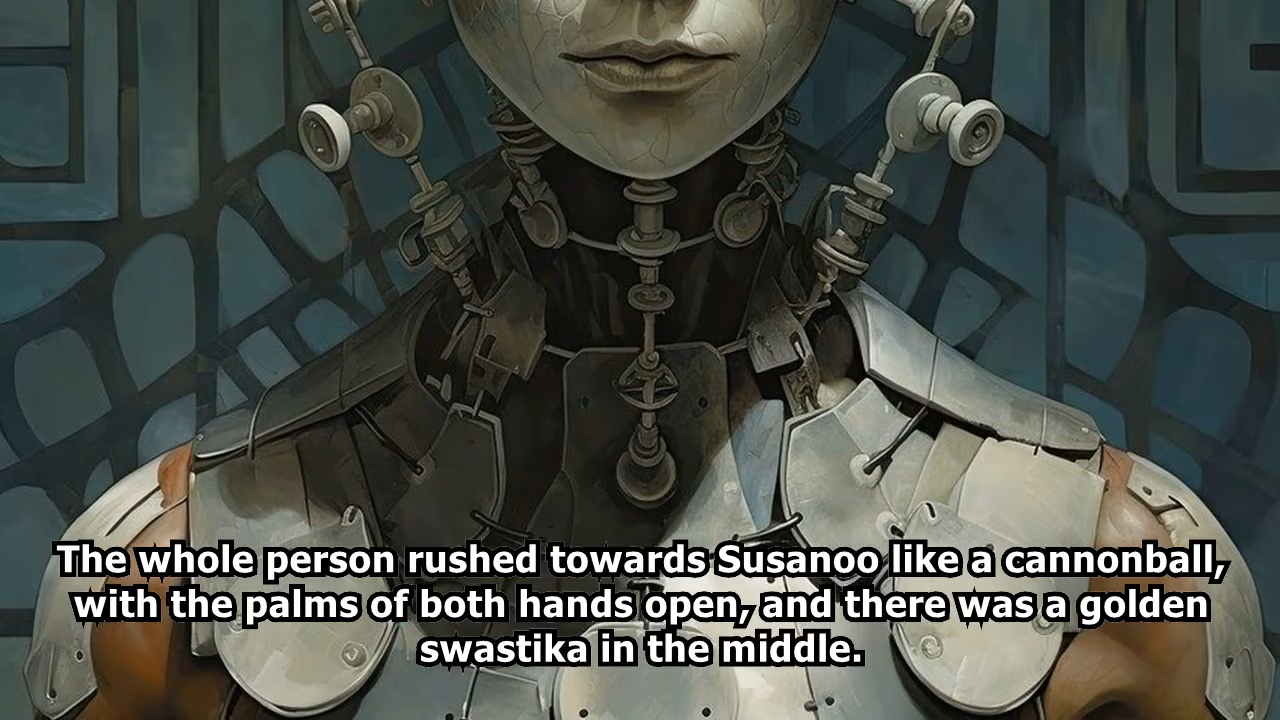 The whole person rushed towards Susanoo like a cannonball,
with the palms of both hands open, and there was a golden
swastika in the middle.